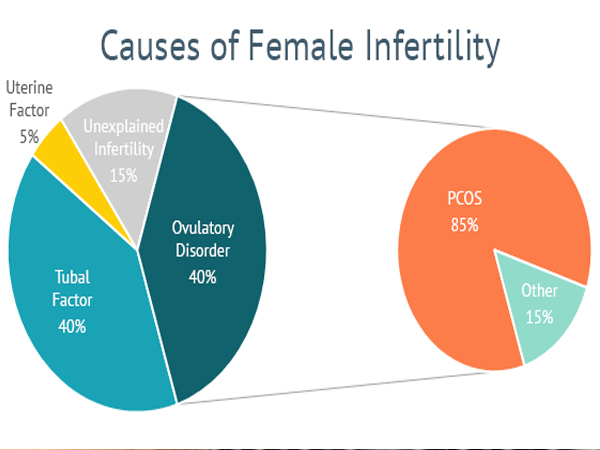 Causes of Female Infertility
Uterine
Factor
5%
Unexplained
Infertility
15%
Ovulatory
Disorder
40%
Tubal
Factor
40%
PCOS
85%
Other
15%